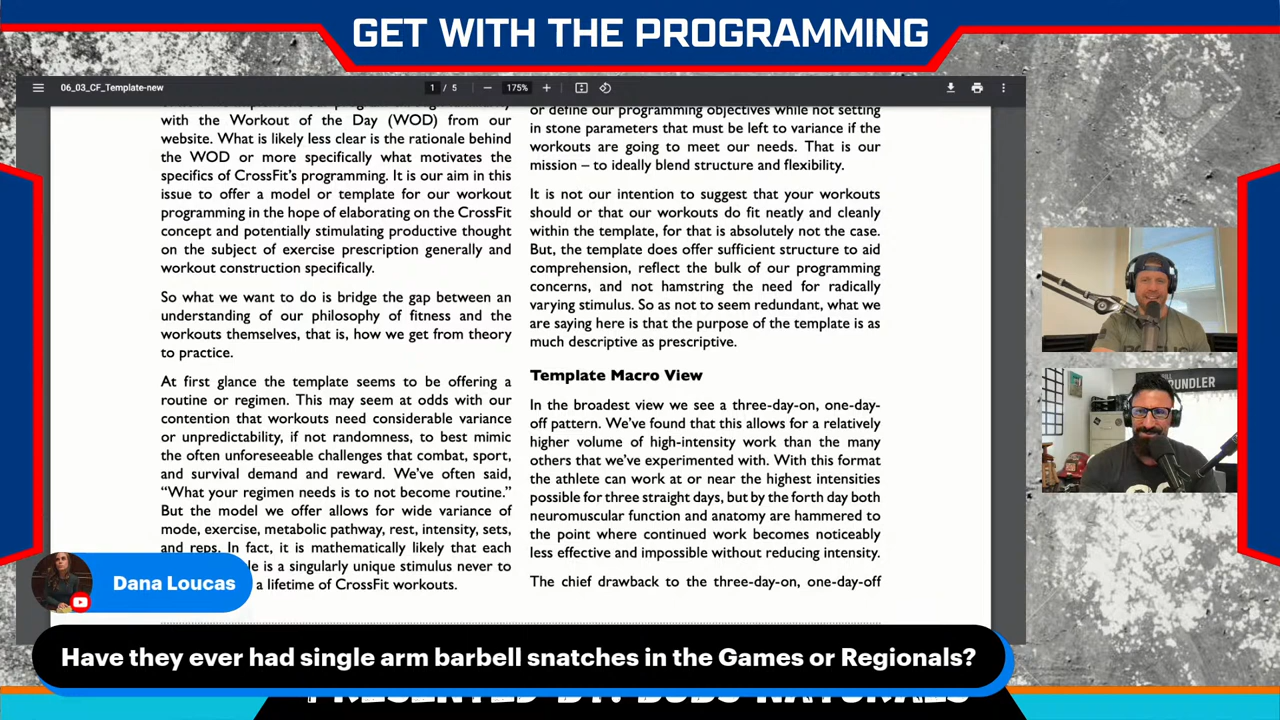 GET WITH THE PROGRAMMING
06_03_CF_Template-new
1 / 5
175%
with the Workout of the Day (WOD) from our
website. What is likely less clear is the rationale behind
the WOD or more specifically what motivates the
specifics of CrossFit's programming. It is our aim in this
issue to offer a model or template for our workout
programming in the hope of elaborating on the CrossFit
concept and potentially stimulating productive thought
on the subject of exercise prescription generally and
workout construction specifically.
So what we want to do is bridge the gap between an
understanding of our philosophy of fitness and the
workouts themselves, that is, how we get from theory
to practice.
At first glance the template seems to be offering a
routine or regimen. This may seem at odds with our
contention that workouts need considerable variance
or unpredictability, if not randomness, to best mimic
the often unforeseeable challenges that combat, sport,
and survival demand and reward. We've often said,
“What your regimen needs is to not become routine.”
But the model we offer allows for wide variance of
mode, exercise, metabolic pathway, rest, intensity, sets,
and reps. In fact, it is mathematically likely that each
is a singularly unique stimulus never to
a lifetime of CrossFit workouts.
or define our programming objectives while not setting
in stone parameters that must be left to variance if the
workouts are going to meet our needs. That is our
mission – to ideally blend structure and flexibility.
It is not our intention to suggest that your workouts
should or that our workouts do fit neatly and cleanly
within the template, for that is absolutely not the case.
But, the template does offer sufficient structure to aid
comprehension, reflect the bulk of our programming
concerns, and not hamstring the need for radically
varying stimulus. So as not to seem redundant, what we
are saying here is that the purpose of the template is as
much descriptive as prescriptive.
Template Macro View
In the broadest view we see a three-day-on, one-day-
off pattern. We've found that this allows for a relatively
higher volume of high-intensity work than the many
others that we've experimented with. With this format
the athlete can work at or near the highest intensities
possible for three straight days, but by the forth day both
neuromuscular function and anatomy are hammered to
the point where continued work becomes noticeably
less effective and impossible without reducing intensity.
The chief drawback to the three-day-on, one-day-off
RUNDLER
Dana Loucas
Have they ever had single arm barbell snatches in the Games or Regionals?